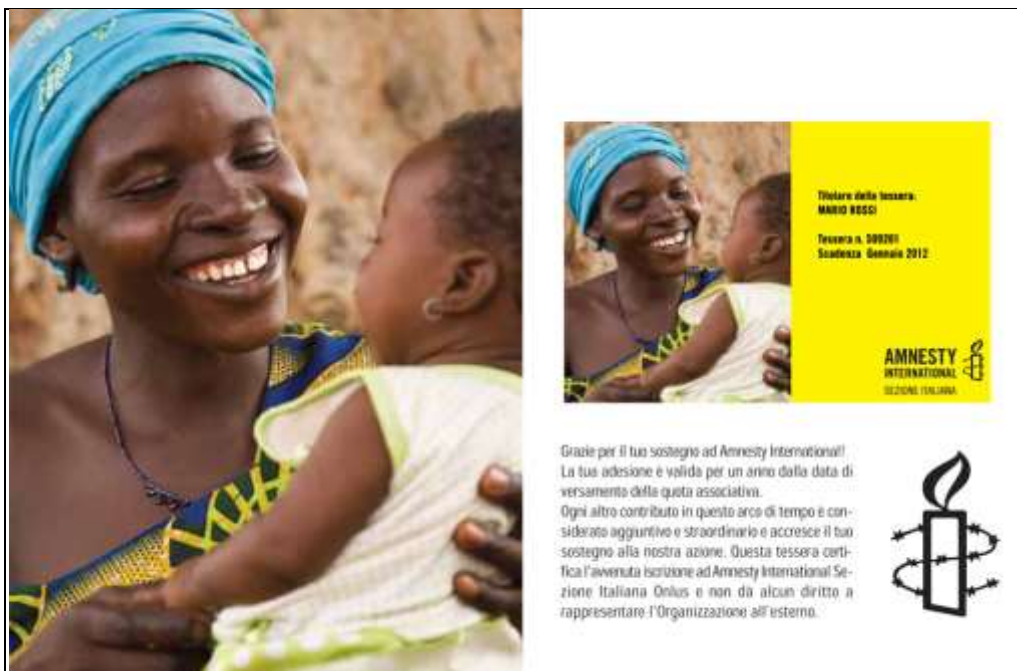 Titolare della tessera:
MARIO ROSSI
Tessera n. 509201
Scadenza Gennaio 2012
AMNESTY
INTERNATIONAL
SEZIONE ITALIANA
Grazie per il tuo sostegno ad Amnesty International!
La tua adesione è valida per un anno dalla data di
versamento della quota associativa.
Ogni altro contributo in questo arco di tempo è con-
siderato aggiuntivo e straordinario e accresce il tuo
sostegno alla nostra azione. Questa tessera certi-
fica l'avvenuta iscrizione ad Amnesty International Se-
zione Italiana Onlus e non dà alcun diritto a
rappresentare l'Organizzazione all'esterno.